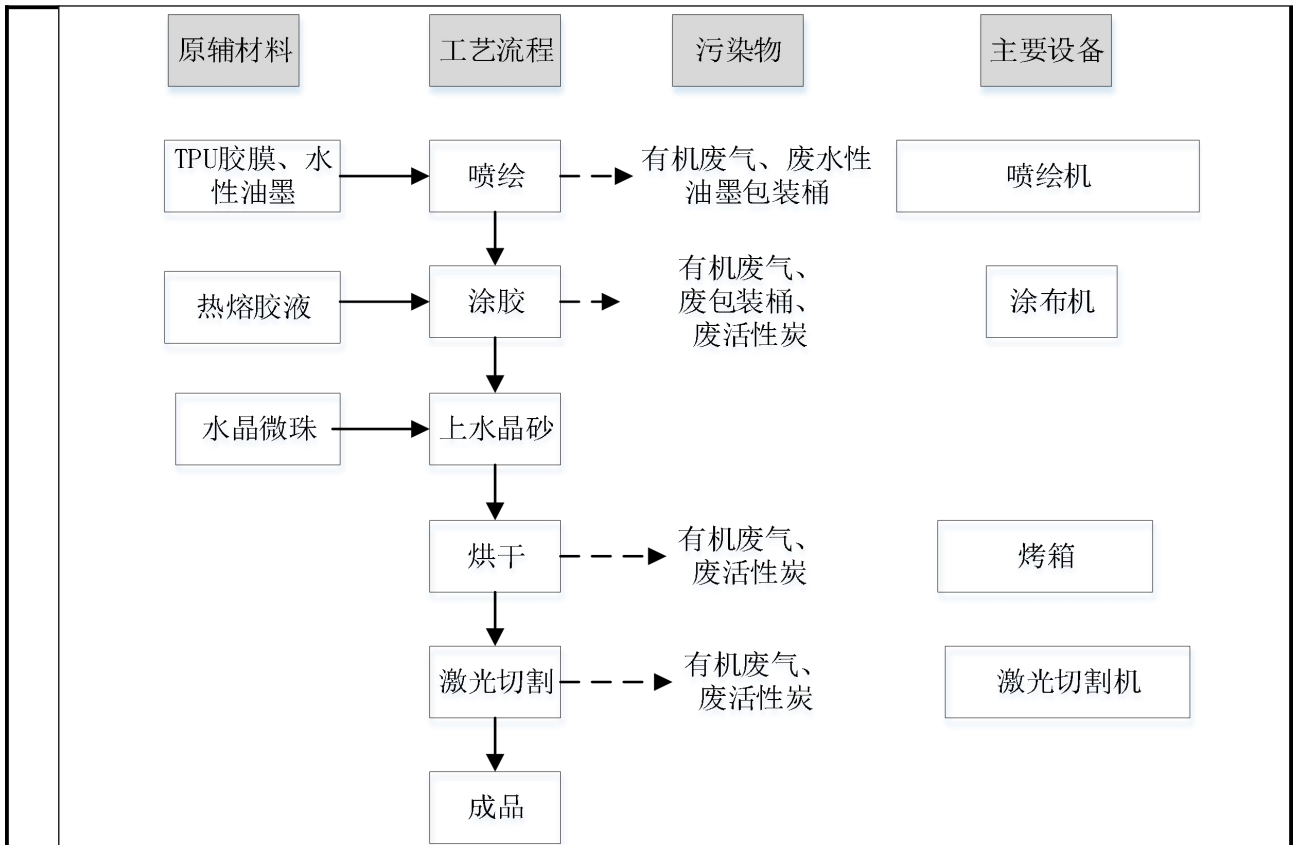 原辅材料
工艺流程
污染物
主要设备
TPU胶膜、水
性油墨
喷绘
有机废气、废水性
油墨包装桶
喷绘机
热熔胶液
涂胶
有机废气、
废包装桶、
废活性炭
涂布机
水晶微珠
上水晶砂
烘干
有机废气、
废活性炭
烤箱
激光切割
有机废气、
废活性炭
激光切割机
成品